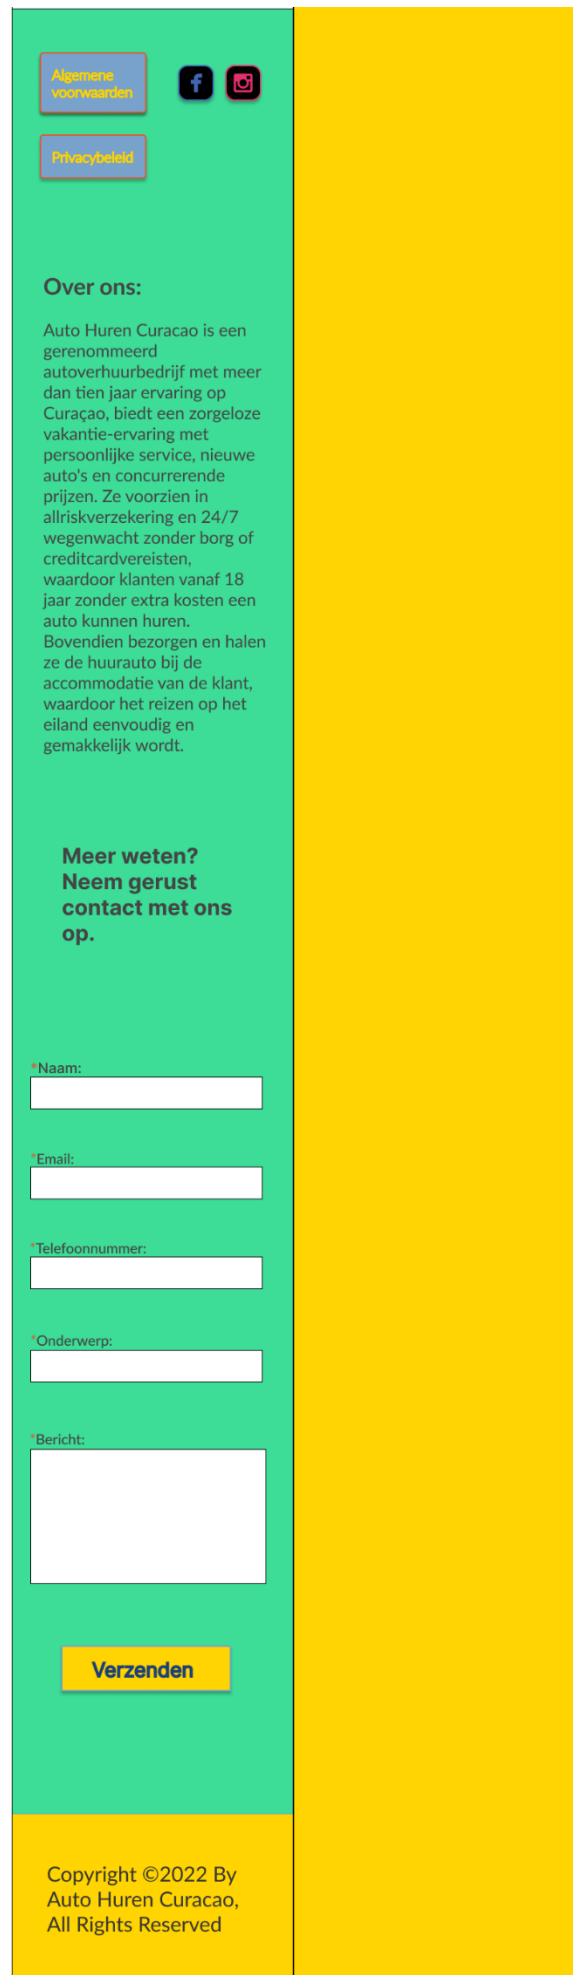 Algemene
voorwaarden
Privacybeleid
Over ons:
Auto Huren Curacao is een
gerenommeerd
autoverhuurbedrijf met meer
dan tien jaar ervaring op
Curaçao, biedt een zorgeloze
vakantie-ervaring met
persoonlijke service, nieuwe
auto's en concurrerende
prijzen. Ze voorzien in
allriskverzekering en 24/7
wegenwacht zonder borg of
creditcardvereisten,
waardoor klanten vanaf 18
jaar zonder extra kosten een
auto kunnen huren.
Bovendien bezorgen en halen
ze de huurauto bij de
accommodatie van de klant,
waardoor het reizen op het
eiland eenvoudig en
gemakkelijk wordt.
Meer weten?
Neem gerust
contact met ons
op.
*Naam:
*Email:
*Telefoonnummer:
*Onderwerp:
*Bericht:
Verzenden
Copyright ©2022 By
Auto Huren Curacao,
All Rights Reserved